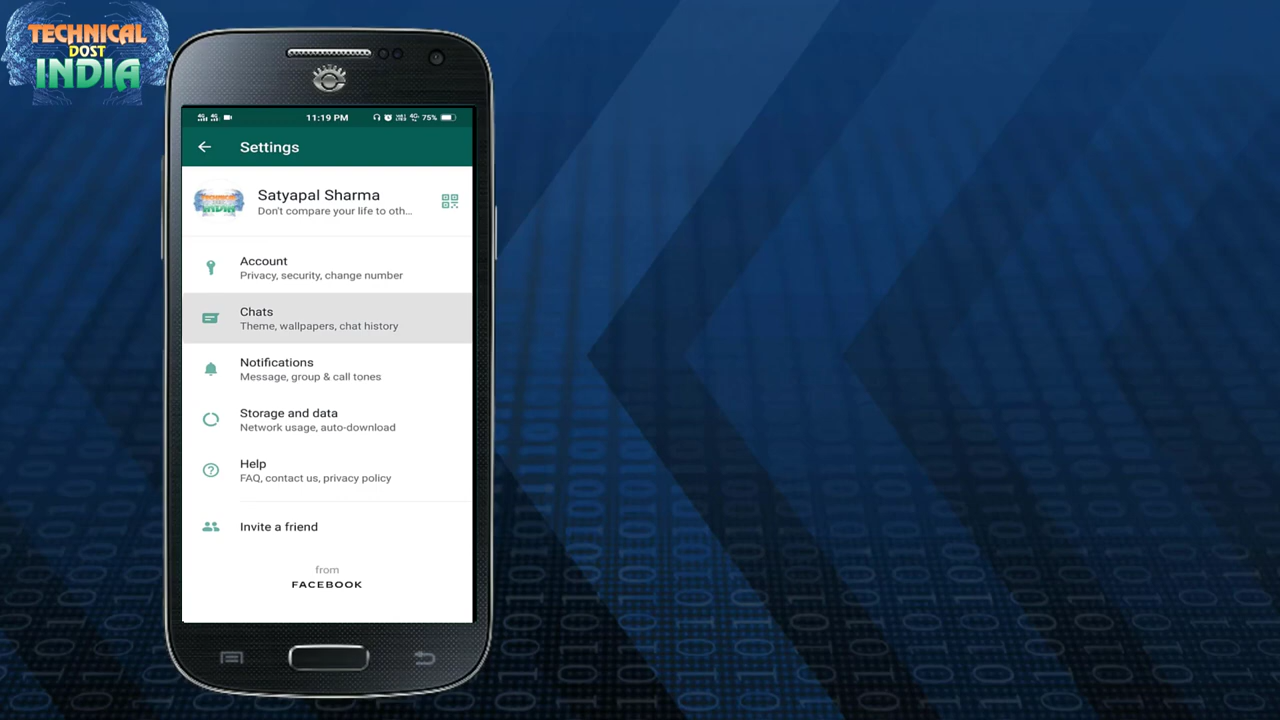 TECHNICAL
DOST
INDIA
11:19 PM
75%
Settings
Satyapal Sharma
Don't compare your life to oth...
Account
Privacy, security, change number
Chats
Theme, wallpapers, chat history
Notifications
Message, group & call tones
Storage and data
Network usage, auto-download
Help
FAQ, contact us, privacy policy
Invite a friend
from
FACEBOOK